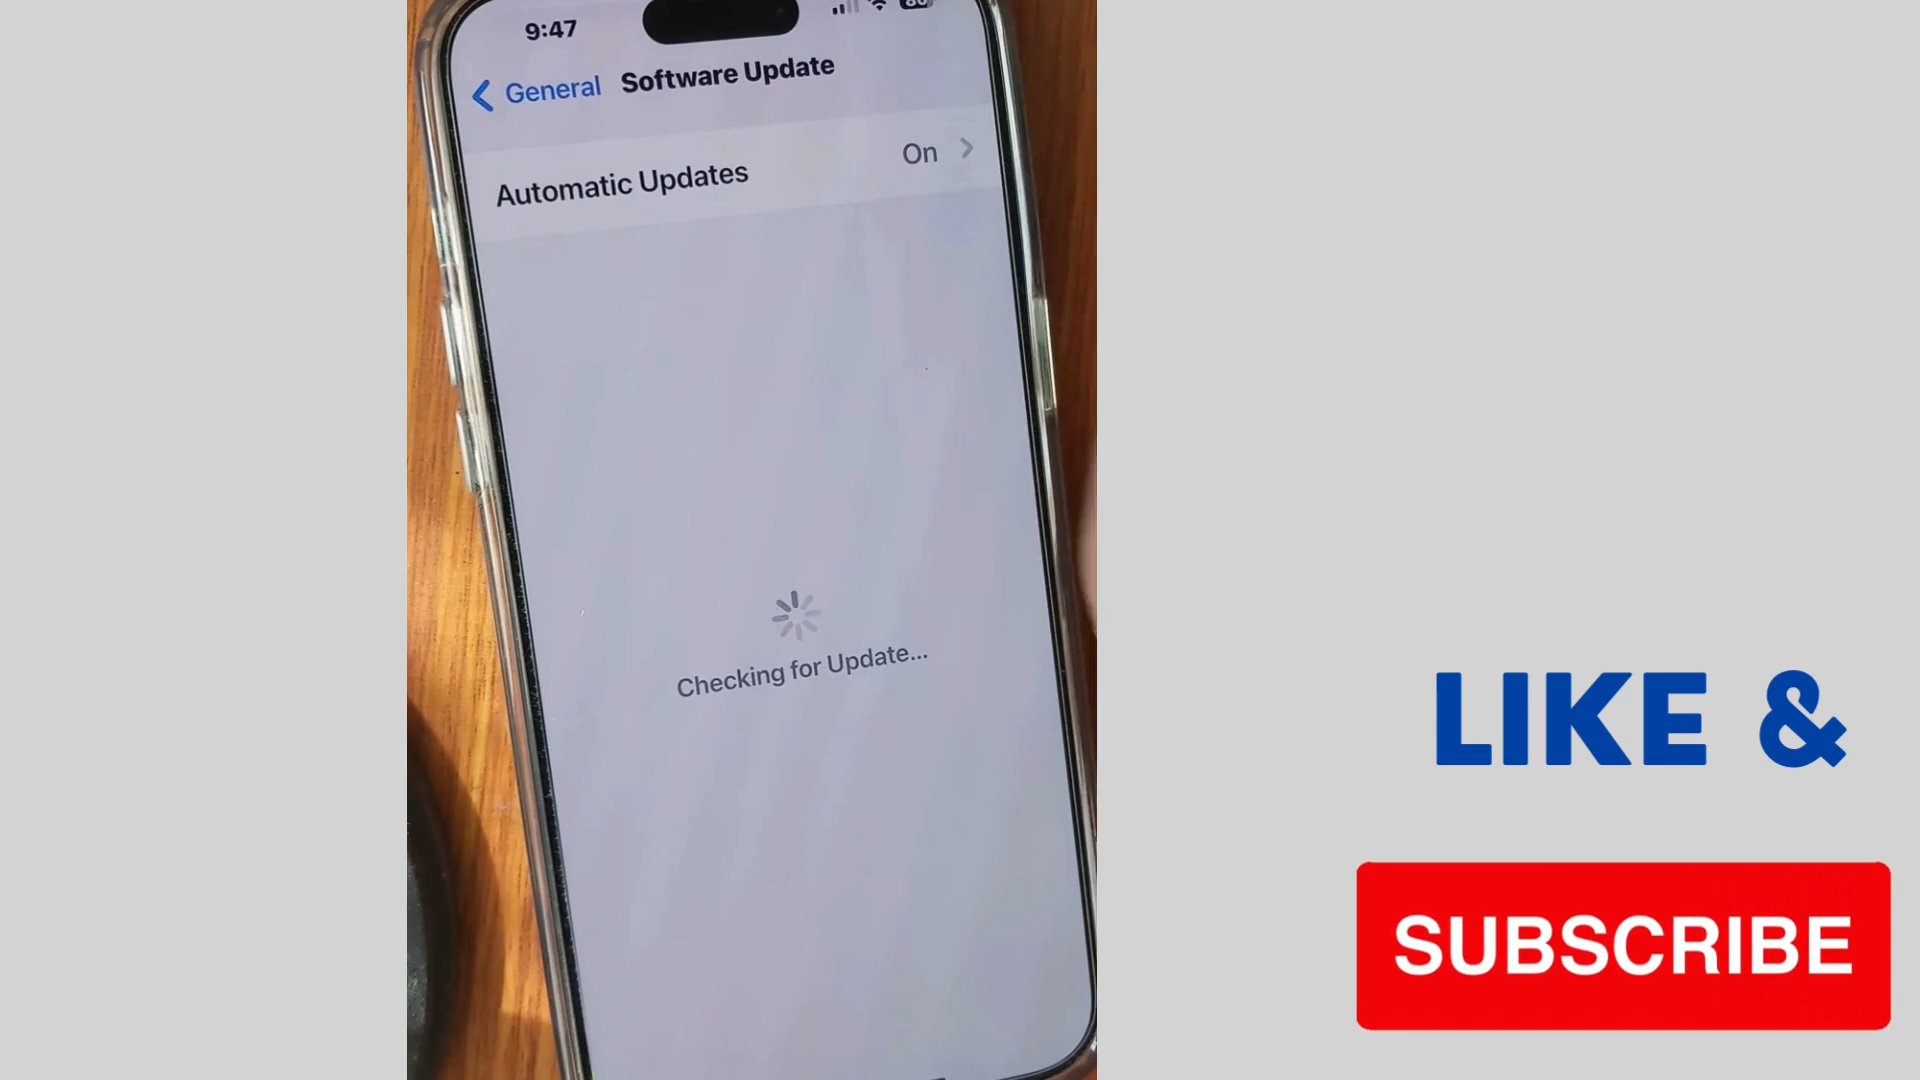 9:47
General Software Update
Automatic Updates On
Checking for Update...
LIKE &
SUBSCRIBE